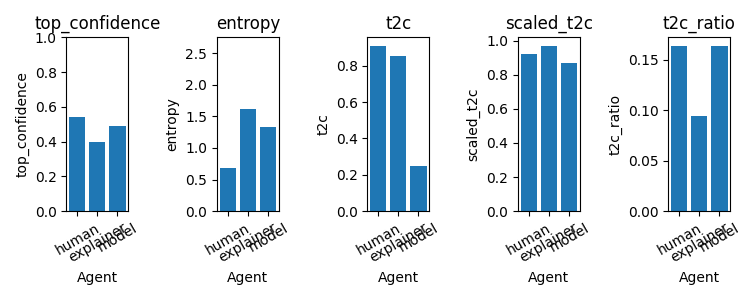 top_confidence
1.0
0.8
0.6
0.4
0.2
0.0
top_confidence
human
explainer
model
Agent
entropy
2.5
2.0
1.5
1.0
0.5
0.0
entropy
human
explainer
model
Agent
t2c
0.8
0.6
0.4
0.2
0.0
t2c
human
explainer
model
Agent
scaled_t2c
1.0
0.8
0.6
0.4
0.2
0.0
scaled_t2c
human
explainer
model
Agent
t2c_ratio
0.15
0.10
0.05
0.00
t2c_ratio
human
explainer
model
Agent